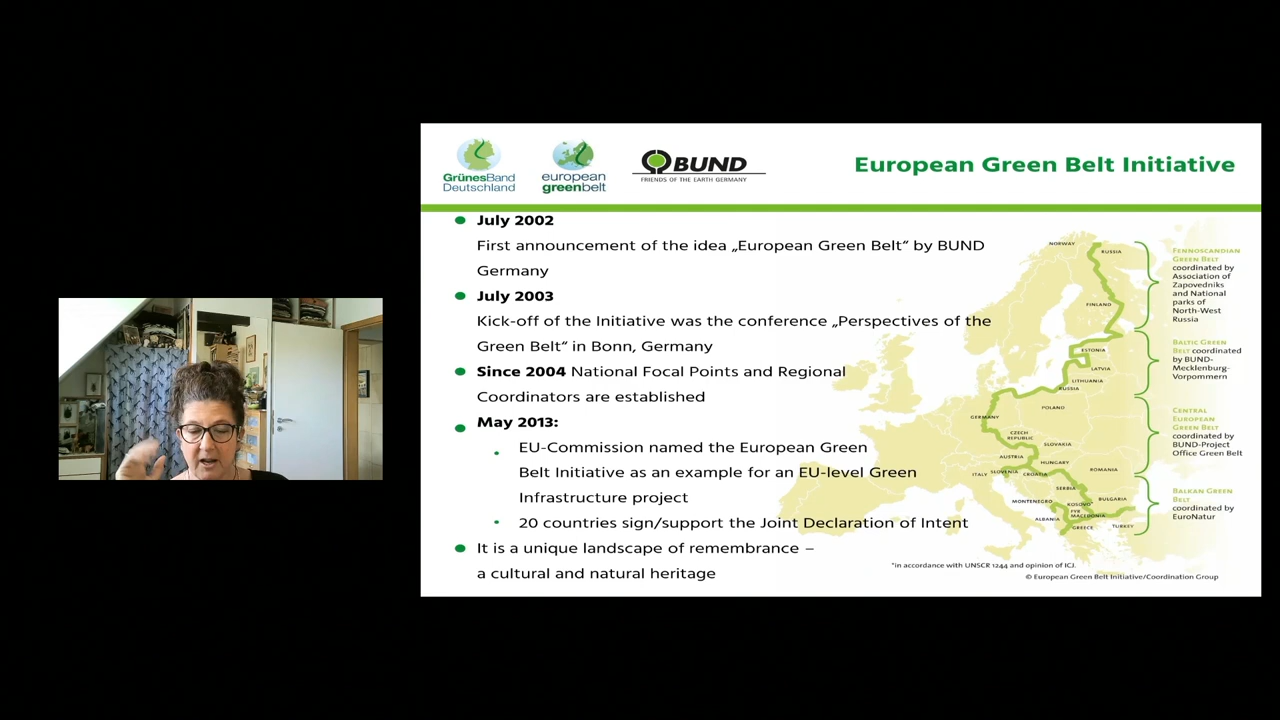 GrünesBand
Deutschland
european
greenbelt
BUND
FRIENDS OF THE EARTH GERMANY
European Green Belt Initiative
July 2002
First announcement of the idea „European Green Belt“ by BUND
Germany
July 2003
Kick-off of the Initiative was the conference „Perspectives of the
Green Belt“ in Bonn, Germany
Since 2004 National Focal Points and Regional
Coordinators are established
May 2013:
EU-Commission named the European Green
Belt Initiative as an example for an EU-level Green
Infrastructure project
20 countries sign/support the Joint Declaration of Intent
It is a unique landscape of remembrance –
a cultural and natural heritage
NORWAY
RUSSIA
FINLAND
ESTONIA
LATVIA
LITHUANIA
RUSSIA
POLAND
GERMANY
CZECH
REPUBLIC
SLOVAKIA
AUSTRIA
HUNGARY
ITALY
SLOVENIA
CROATIA
ROMANIA
SERBIA
MONTENEGRO
KOSOVO*
BULGARIA
FYR
MACEDONIA
ALBANIA
GREECE
TURKEY
FENNOSCANDIAN
GREEN BELT
coordinated by
Association of
Zapovedniks
and National
parks of
North-West
Russia
BALTIC GREEN
BELT coordinated
by BUND-
Mecklenburg-
Vorpommern
CENTRAL
EUROPEAN
GREEN BELT
coordinated by
BUND-Project
Office Green Belt
BALKAN GREEN
BELT
coordinated by
EuroNatur
*in accordance with UNSCR 1244 and opinion of ICJ.
© European Green Belt Initiative/Coordination Group